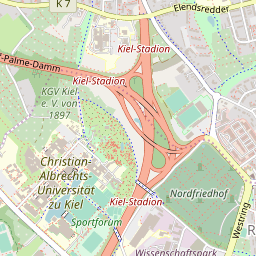 K 7
Elendsredder
Kiel-Stadion
-Palme-Damm
Kiel-Stadion
KGV Kiel
e. V. von
1897
Christian-
Albrechts-
Universität
zu Kiel
Nordfriedhof
Kiel-Stadion
Westring
Sportforum
Wissenschaftspark
R